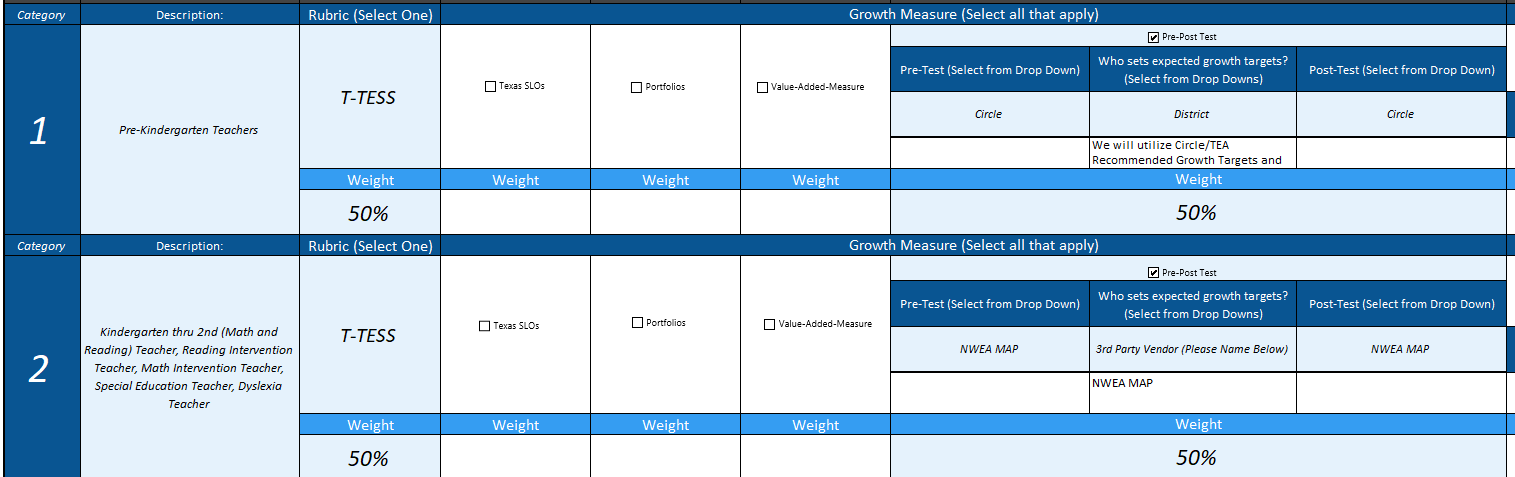 Category Description: Rubric (Select One) Growth Measure (Select all that apply)
1
Pre-Kindergarten Teachers
T-TESS
Texas SLOs
Portfolios
Value-Added-Measure
Pre-Post Test
Pre-Test (Select from Drop Down)
Who sets expected growth targets?
(Select from Drop Downs)
Post-Test (Select from Drop Down)
Circle
District
Circle
We will utilize Circle/TEA
Recommended Growth Targets and
Weight Weight Weight Weight Weight
50% 50%
Category Description: Rubric (Select One) Growth Measure (Select all that apply)
2
Kindergarten thru 2nd (Math and
Reading) Teacher, Reading Intervention
Teacher, Math Intervention Teacher,
Special Education Teacher, Dyslexia
Teacher
T-TESS
Texas SLOs
Portfolios
Value-Added-Measure
Pre-Post Test
Pre-Test (Select from Drop Down)
Who sets expected growth targets?
(Select from Drop Downs)
Post-Test (Select from Drop Down)
NWEA MAP
3rd Party Vendor (Please Name Below)
NWEA MAP
NWEA MAP
Weight Weight Weight Weight Weight
50% 50%